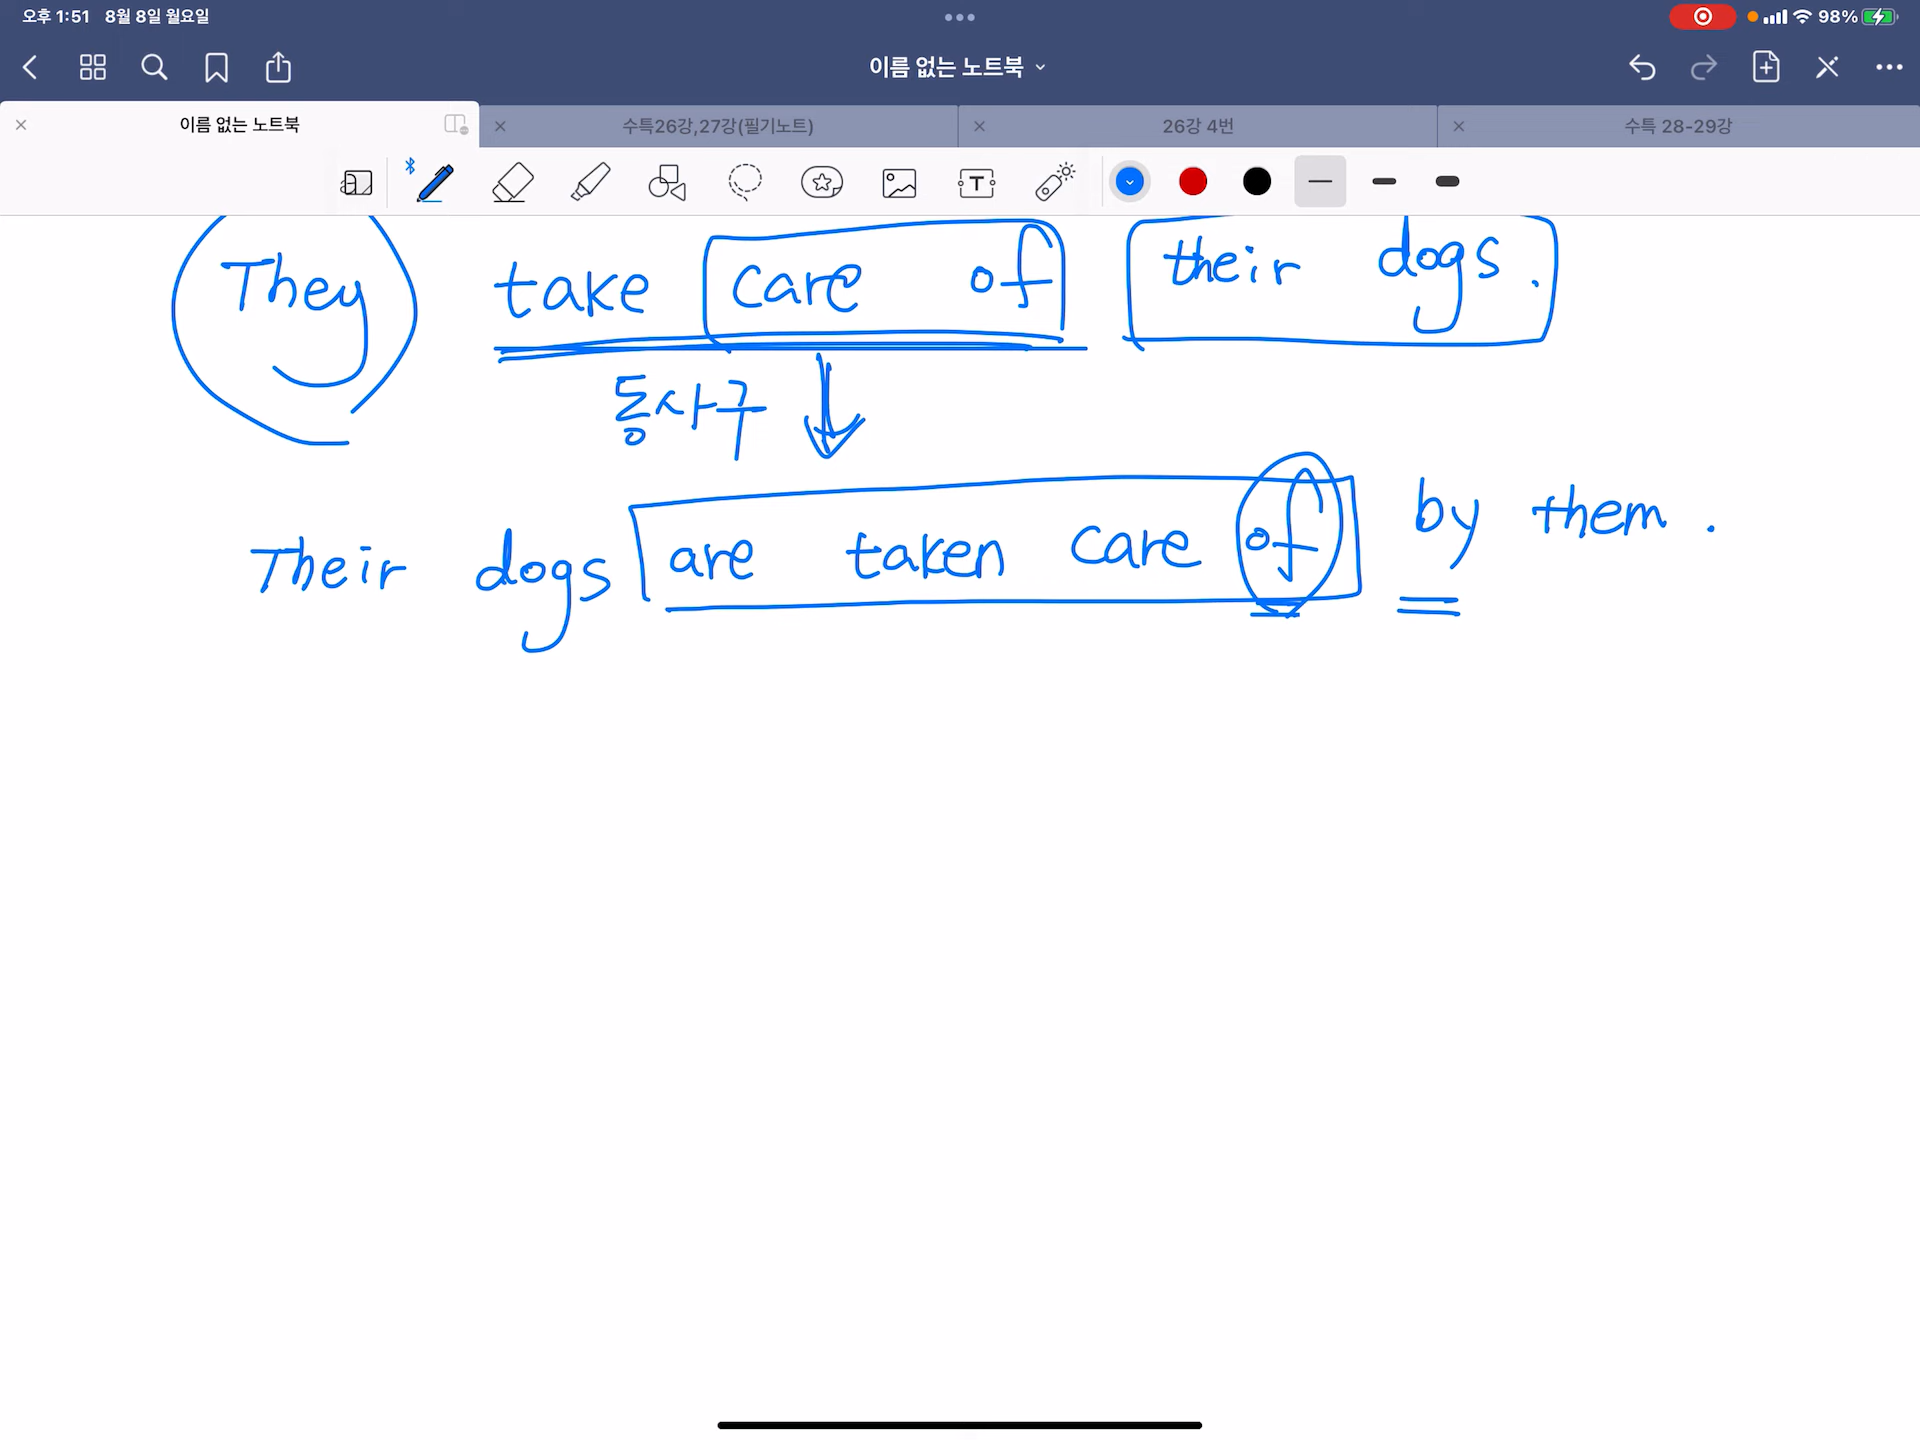 오후 1:51 8월 8일 월요일 98%
이름 없는 노트북
이름 없는 노트북 수특26강,27강(필기노트) 26강 4번 수특 28-29강
They take care of their dogs.
동사구
Their dogs are taken care of by them.